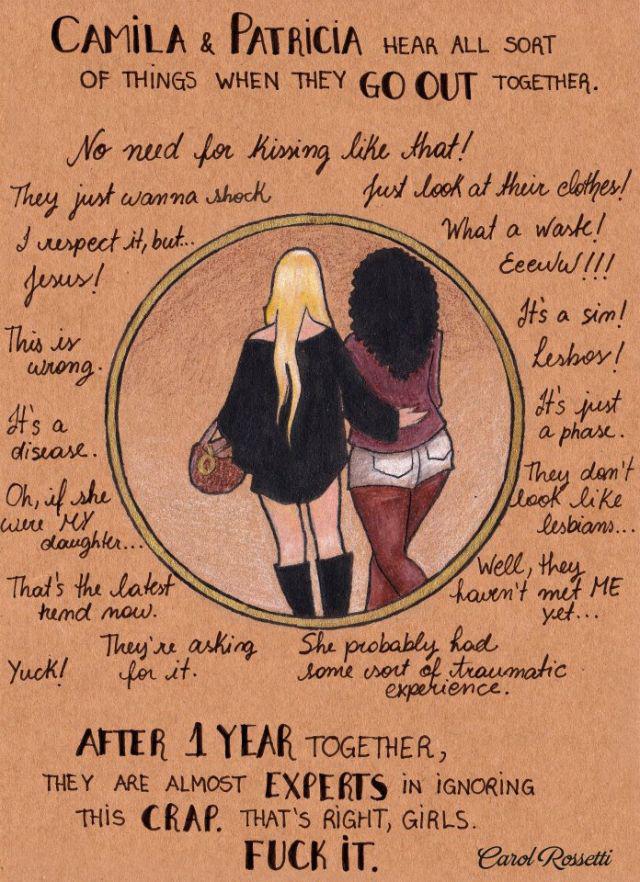 CAMILA & PATRICIA HEAR ALL SORT
OF THINGS WHEN THEY GO OUT TOGETHER.
No need for kissing like that!
They just wanna shock
Just look at their clothes!
I respect it, but...
What a waste!
Jesus!
Eeeww!!!
It's a sin!
This is
wrong.
Lesbos!
It's a
disease.
It's just
a phase.
They don't
look like
lesbians...
Oh, if she
were MY
daughter...
Well, they
haven't met ME
yet...
That's the latest
trend now.
Yuck!
They're asking
for it.
She probably had
some sort of traumatic
experience.
AFTER 1 YEAR TOGETHER,
THEY ARE ALMOST EXPERTS IN IGNORING
THIS CRAP. THAT'S RIGHT, GIRLS.
FUCK IT.
Carol Rossetti